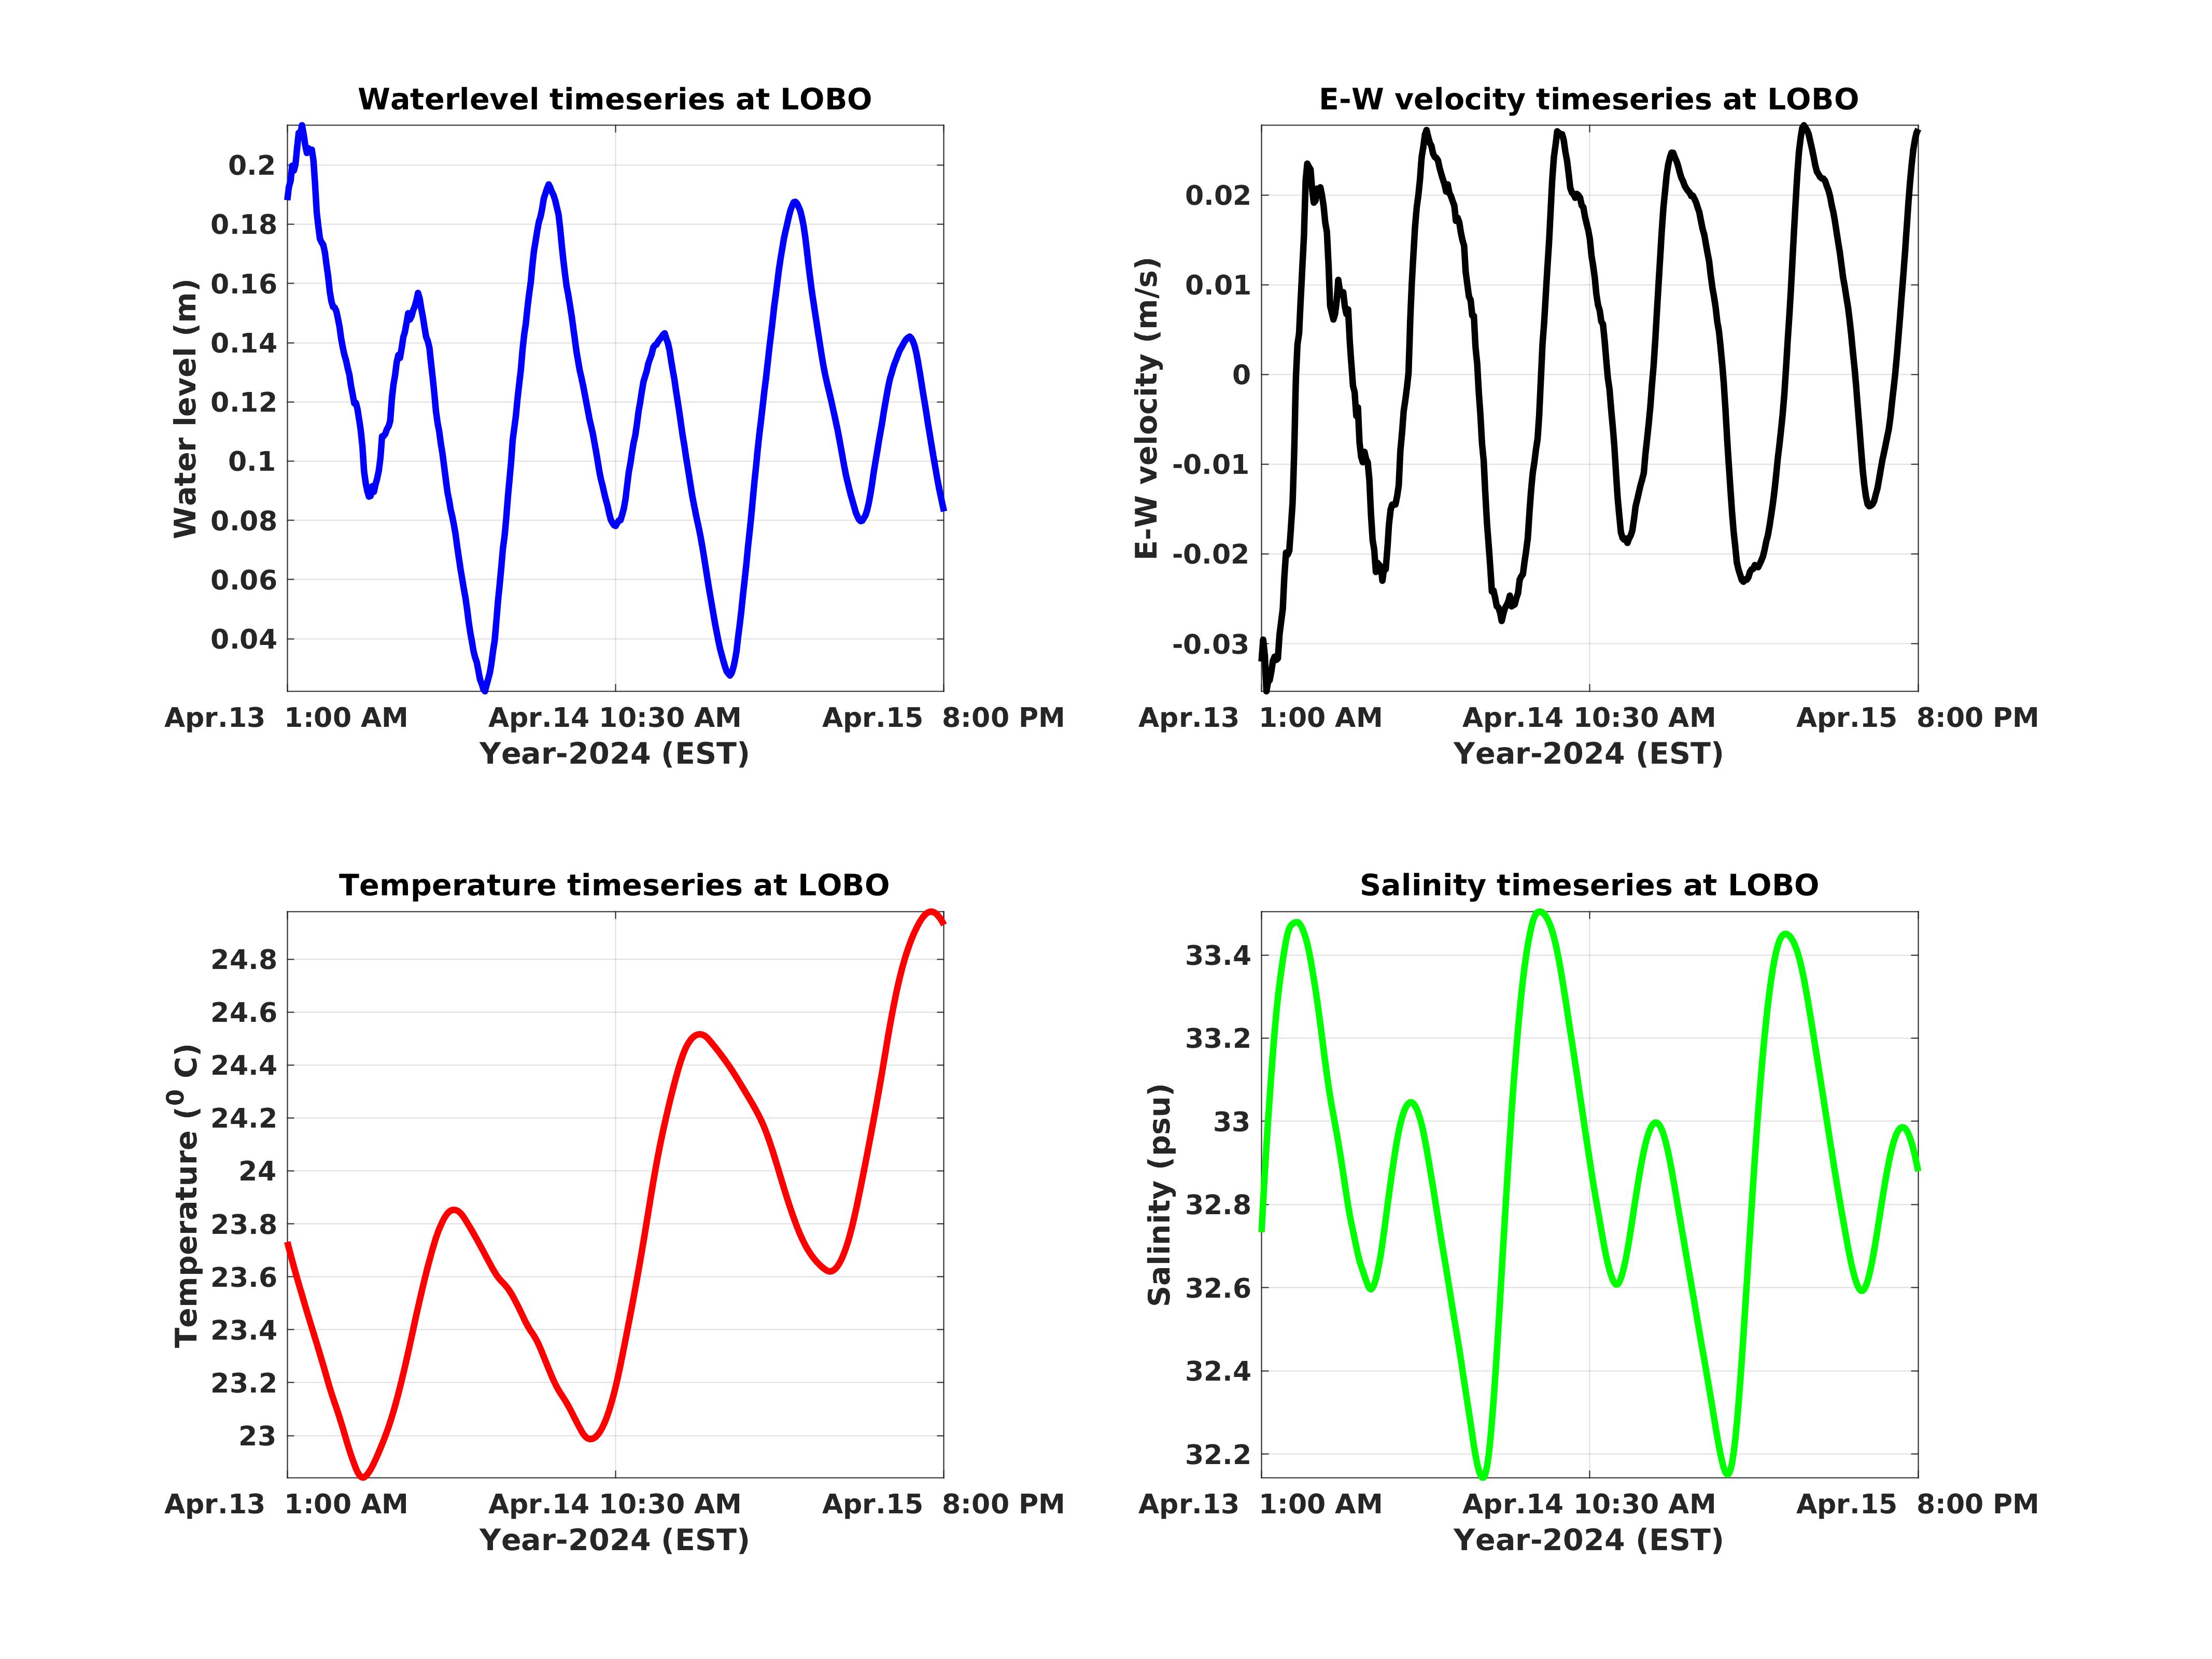 Waterlevel timeseries at LOBO
0.2
0.18
0.16
0.14
0.12
0.1
0.08
0.06
0.04
Water level (m)
Apr.13 1:00 AM Apr.14 10:30 AM Apr.15 8:00 PM
Year-2024 (EST)
E-W velocity timeseries at LOBO
0.02
0.01
0
-0.01
-0.02
-0.03
E-W velocity (m/s)
Apr.13 1:00 AM Apr.14 10:30 AM Apr.15 8:00 PM
Year-2024 (EST)
Temperature timeseries at LOBO
24.8
24.6
24.4
24.2
24
23.8
23.6
23.4
23.2
23
Temperature (⁰ C)
Apr.13 1:00 AM Apr.14 10:30 AM Apr.15 8:00 PM
Year-2024 (EST)
Salinity timeseries at LOBO
33.4
33.2
33
32.8
32.6
32.4
32.2
Salinity (psu)
Apr.13 1:00 AM Apr.14 10:30 AM Apr.15 8:00 PM
Year-2024 (EST)